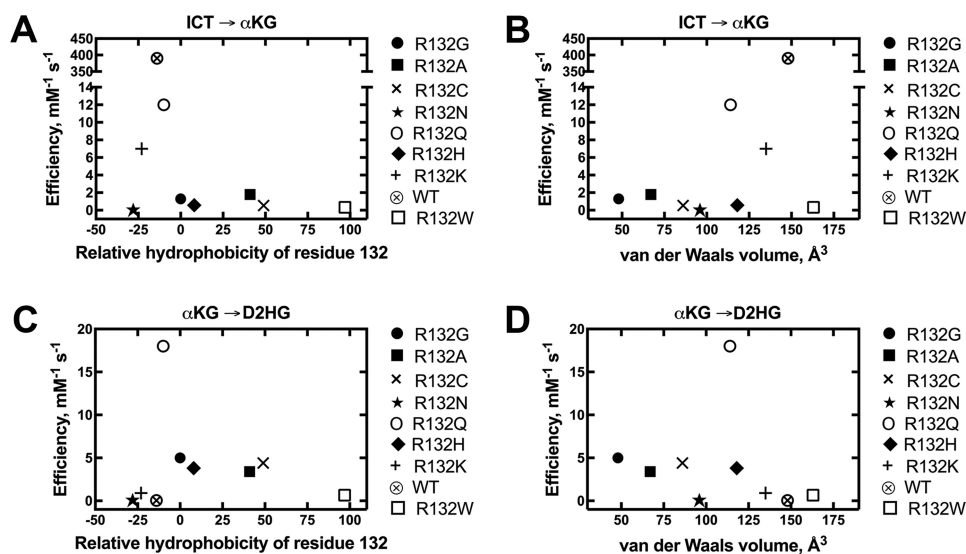 A
ICT → αKG
Efficiency, mM-1 s-1
450
400
350
14
12
10
8
6
4
2
0
-50 -25 0 25 50 75 100
Relative hydrophobicity of residue 132
R132G
R132A
R132C
R132N
R132Q
R132H
R132K
WT
R132W
B
ICT → αKG
Efficiency, mM-1 s-1
450
400
350
14
12
10
8
6
4
2
0
50 75 100 125 150 175
van der Waals volume, Å3
R132G
R132A
R132C
R132N
R132Q
R132H
R132K
WT
R132W
C
αKG → D2HG
Efficiency, mM-1 s-1
20
15
10
5
0
-50 -25 0 25 50 75 100
Relative hydrophobicity of residue 132
R132G
R132A
R132C
R132N
R132Q
R132H
R132K
WT
R132W
D
αKG → D2HG
Efficiency, mM-1 s-1
20
15
10
5
0
50 75 100 125 150 175
van der Waals volume, Å3
R132G
R132A
R132C
R132N
R132Q
R132H
R132K
WT
R132W